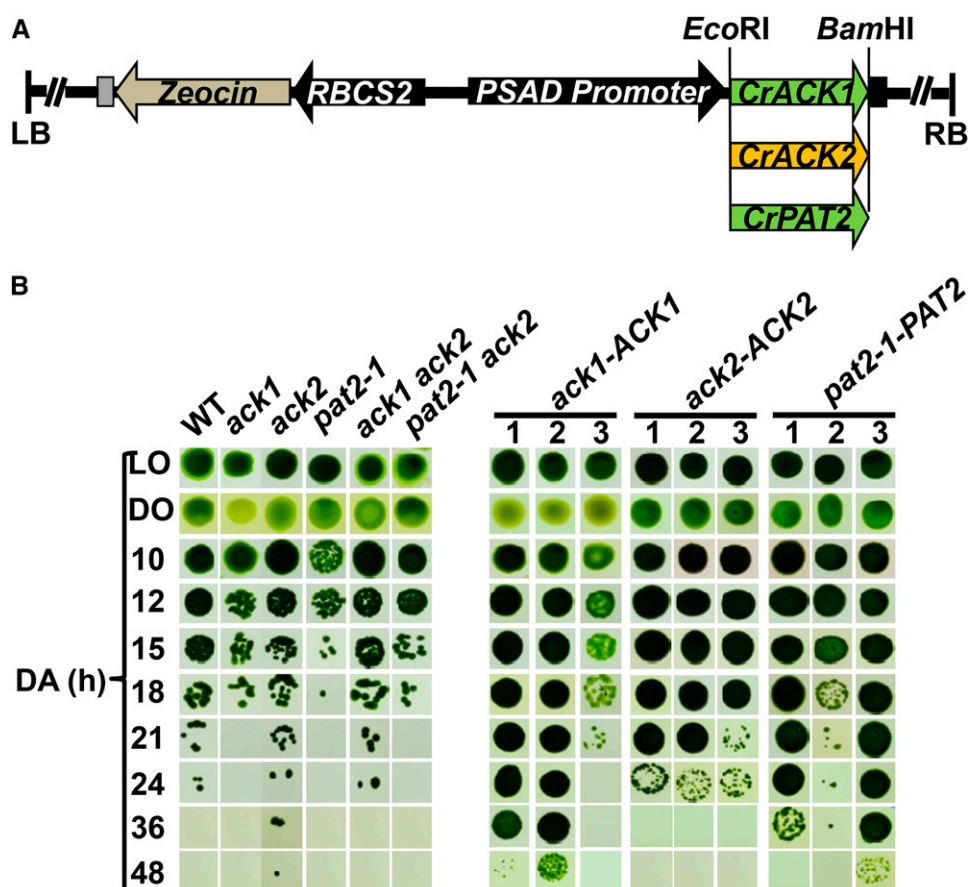 A
EcoRI BamHI
Zeocin RBCS2 PSAD Promoter CrACK1
LB RB
CrACK2
CrPAT2
B
WT ack1 ack2 pat2-1 ack1 ack2 pat2-1 ack2 ack1-ACK1 ack2-ACK2 pat2-1-PAT2
1 2 3 1 2 3 1 2 3
LO
DO
10
12
15
DA (h)
18
21
24
36
48